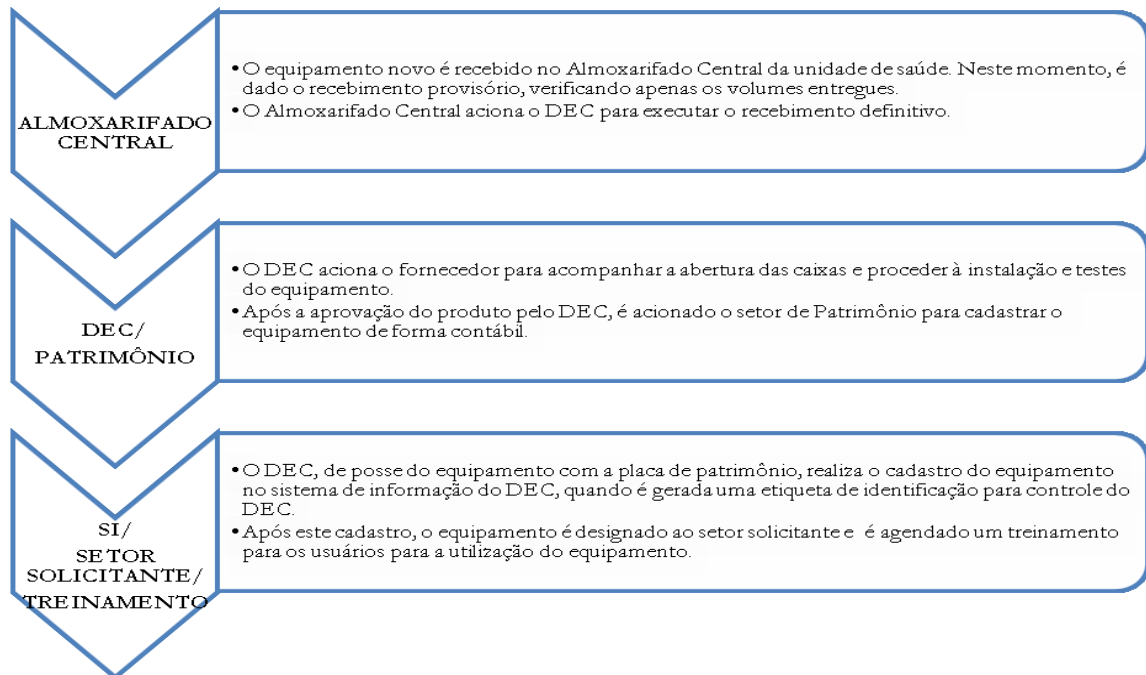 ALMOXARIFADO
CENTRAL
•O equipamento novo é recebido no Almoxarifado Central da unidade de saúde. Neste momento, é
dado o recebimento provisório, verificando apenas os volumes entregues.
•O Almoxarifado Central aciona o DEC para executar o recebimento definitivo.
DEC/
PATRIMÔNIO
•O DEC aciona o fornecedor para acompanhar a abertura das caixas e proceder à instalação e testes
do equipamento.
•Após a aprovação do produto pelo DEC, é acionado o setor de Patrimônio para cadastrar o
equipamento de forma contábil.
SI/
SETOR
SOLICITANTE/
TREINAMENTO
•O DEC, de posse do equipamento com a placa de patrimônio, realiza o cadastro do equipamento
no sistema de informação do DEC, quando é gerada uma etiqueta de identificação para controle do
DEC.
•Após este cadastro, o equipamento é designado ao setor solicitante e é agendado um treinamento
para os usuários para a utilização do equipamento.